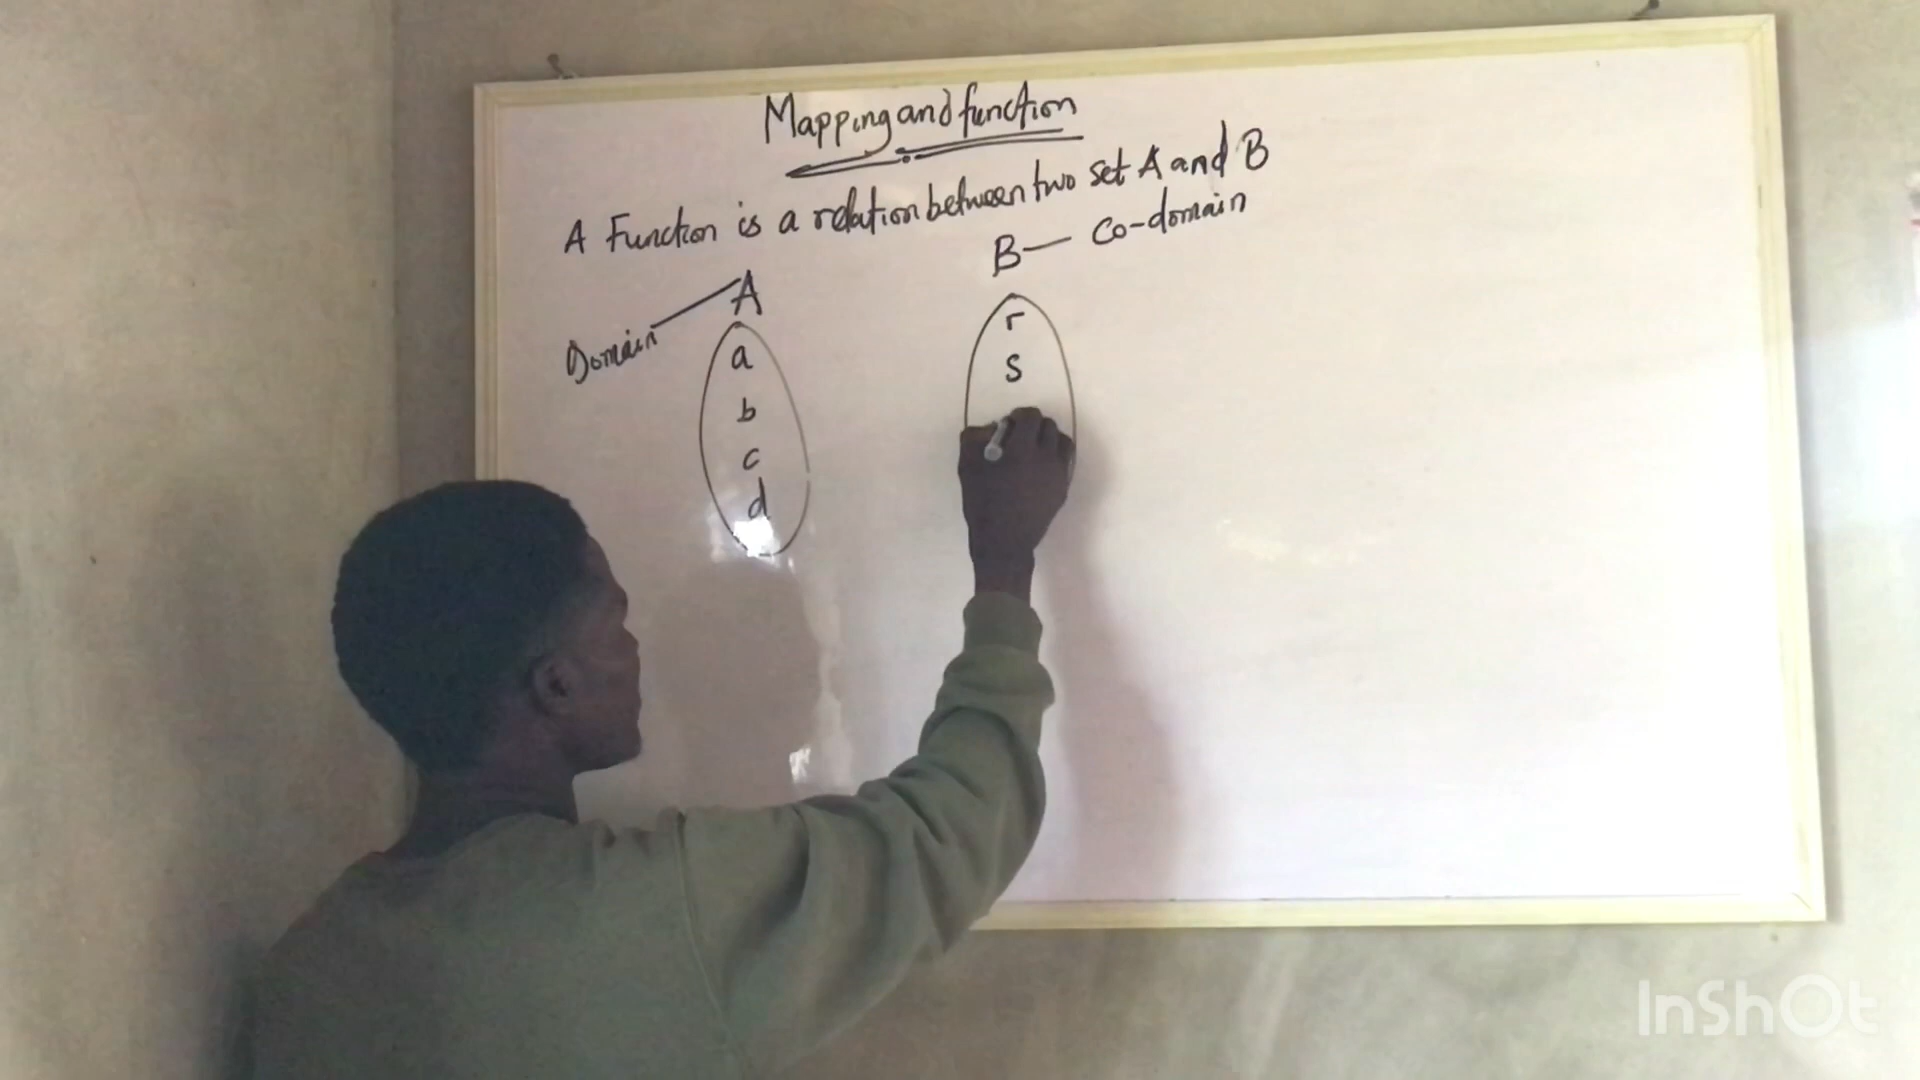 Mapping and function
A Function is a relation between two set A and B
B — Co-domain
A
Domain
a
b
c
d
r
s
InShOt